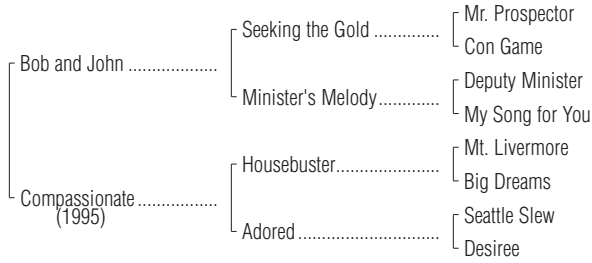 Mr. Prospector
Seeking the Gold ..............
Con Game
Bob and John ...................
Deputy Minister
Minister's Melody.............
My Song for You
Mt. Livermore
Housebuster......................
Big Dreams
Compassionate.................
(1995)
Seattle Slew
Adored ..............................
Desiree